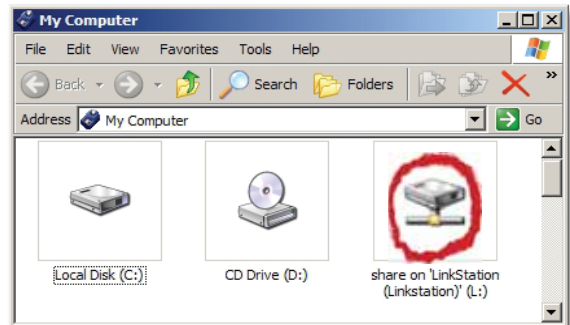 My Computer
File Edit View Favorites Tools Help
Back Search Folders »
Address My Computer Go
Local Disk (C:) CD Drive (D:) share on 'LinkStation
(Linkstation)' (L:)